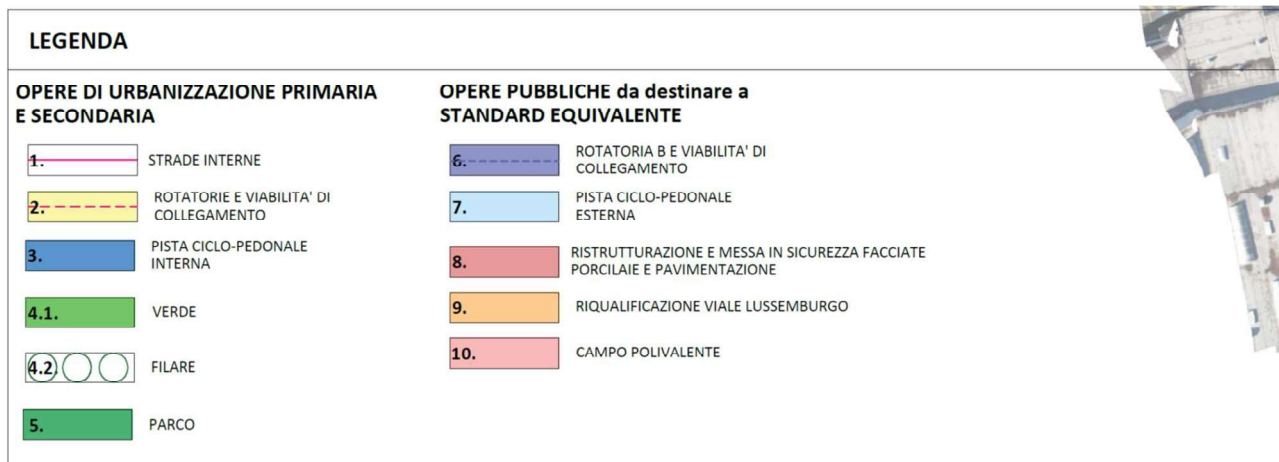 LEGENDA
OPERE DI URBANIZZAZIONE PRIMARIA
E SECONDARIA
1. STRADE INTERNE
2. ROTATORIE E VIABILITA' DI
COLLEGAMENTO
3. PISTA CICLO-PEDONALE
INTERNA
4.1. VERDE
4.2. FILARE
5. PARCO
OPERE PUBBLICHE da destinare a
STANDARD EQUIVALENTE
6. ROTATORIA B E VIABILITA' DI
COLLEGAMENTO
7. PISTA CICLO-PEDONALE
ESTERNA
8. RISTRUTTURAZIONE E MESSA IN SICUREZZA FACCIATE
PORCILAIE E PAVIMENTAZIONE
9. RIQUALIFICAZIONE VIALE LUSSEMBURGO
10. CAMPO POLIVALENTE